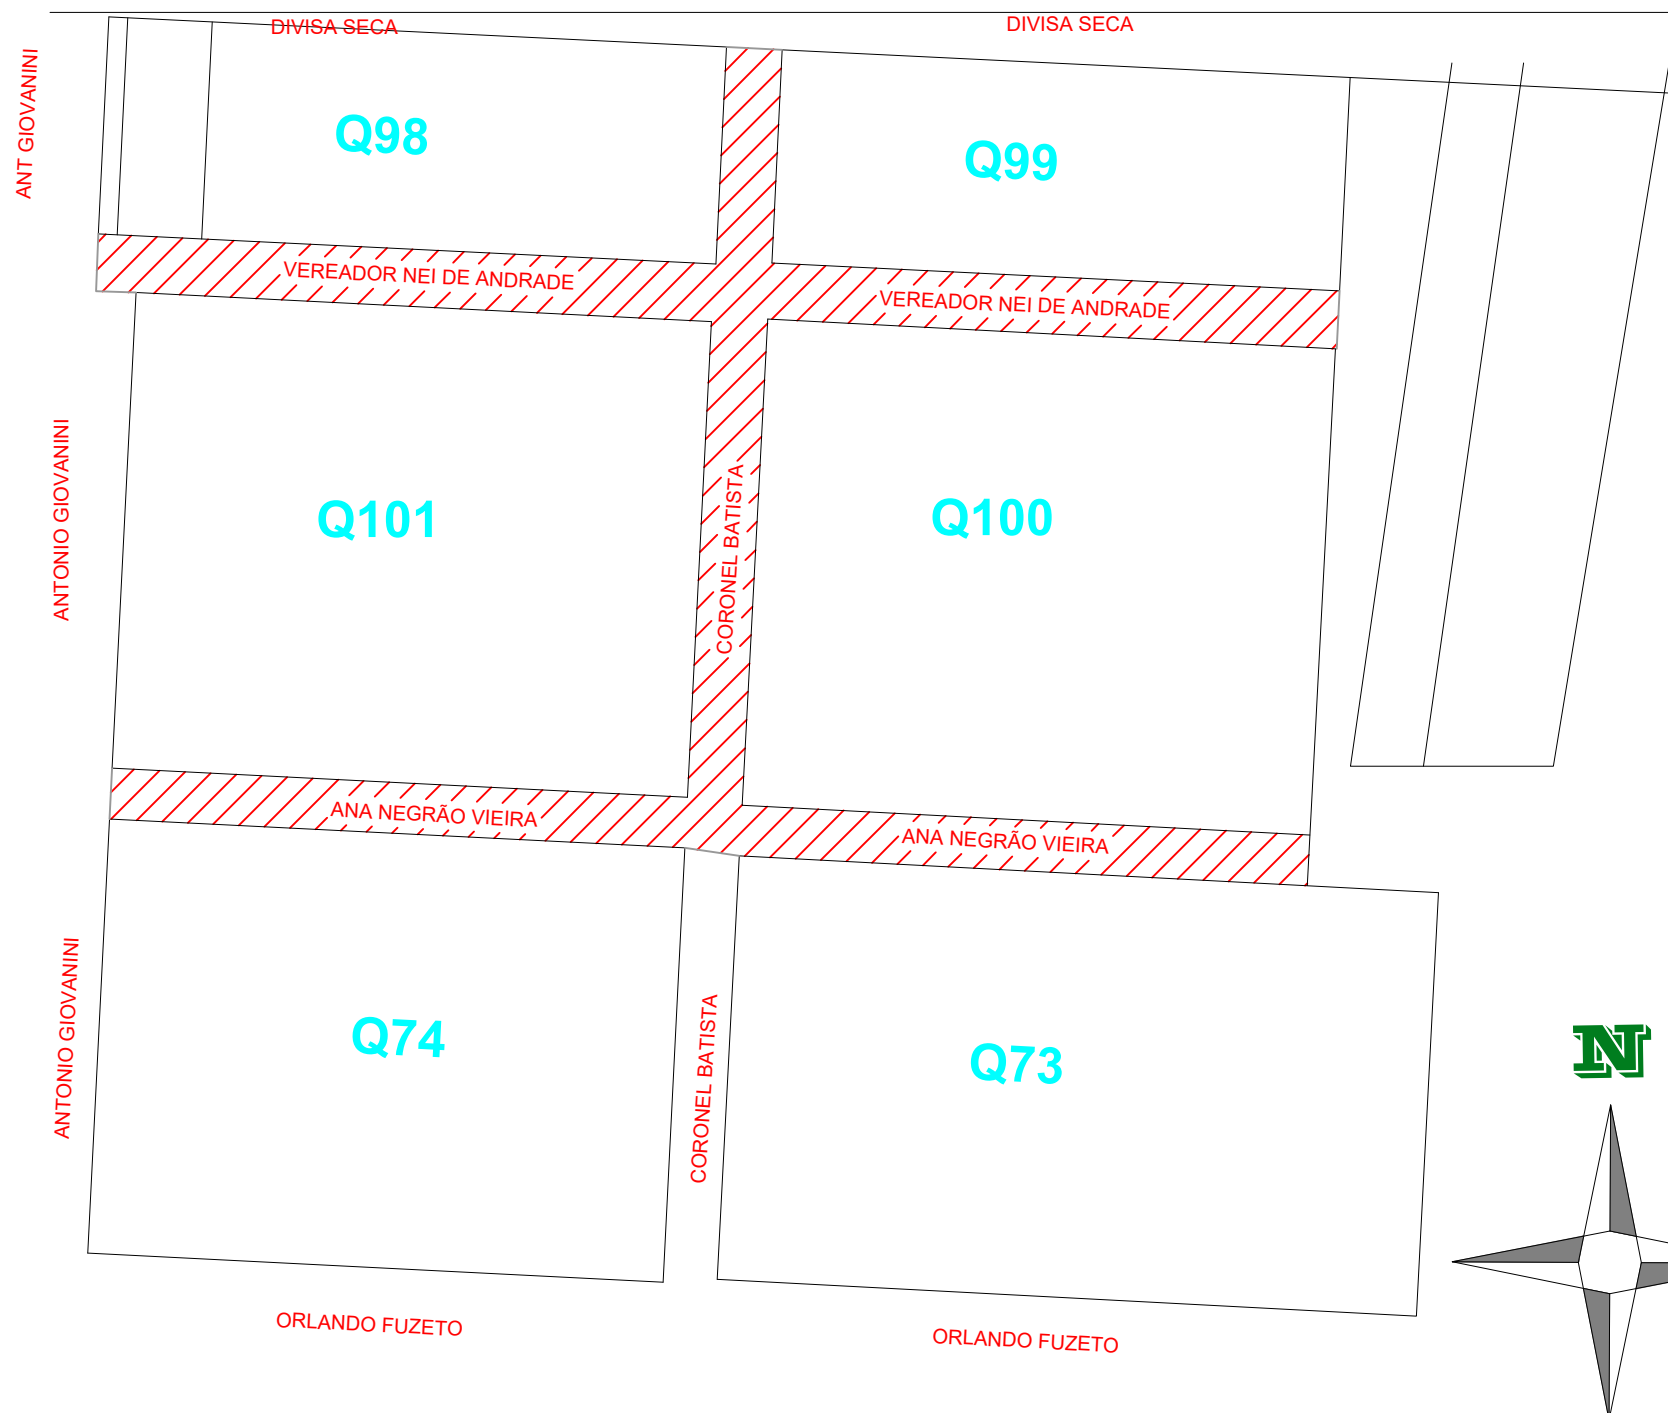 DIVISA SECA
DIVISA SECA
ANT GIOVANINI
Q98
Q99
VEREADOR NEI DE ANDRADE
VEREADOR NEI DE ANDRADE
ANTONIO GIOVANINI
Q101
CORONEL BATISTA
Q100
ANA NEGRÃO VIEIRA
ANA NEGRÃO VIEIRA
ANTONIO GIOVANINI
Q74
CORONEL BATISTA
Q73
N
ORLANDO FUZETO
ORLANDO FUZETO